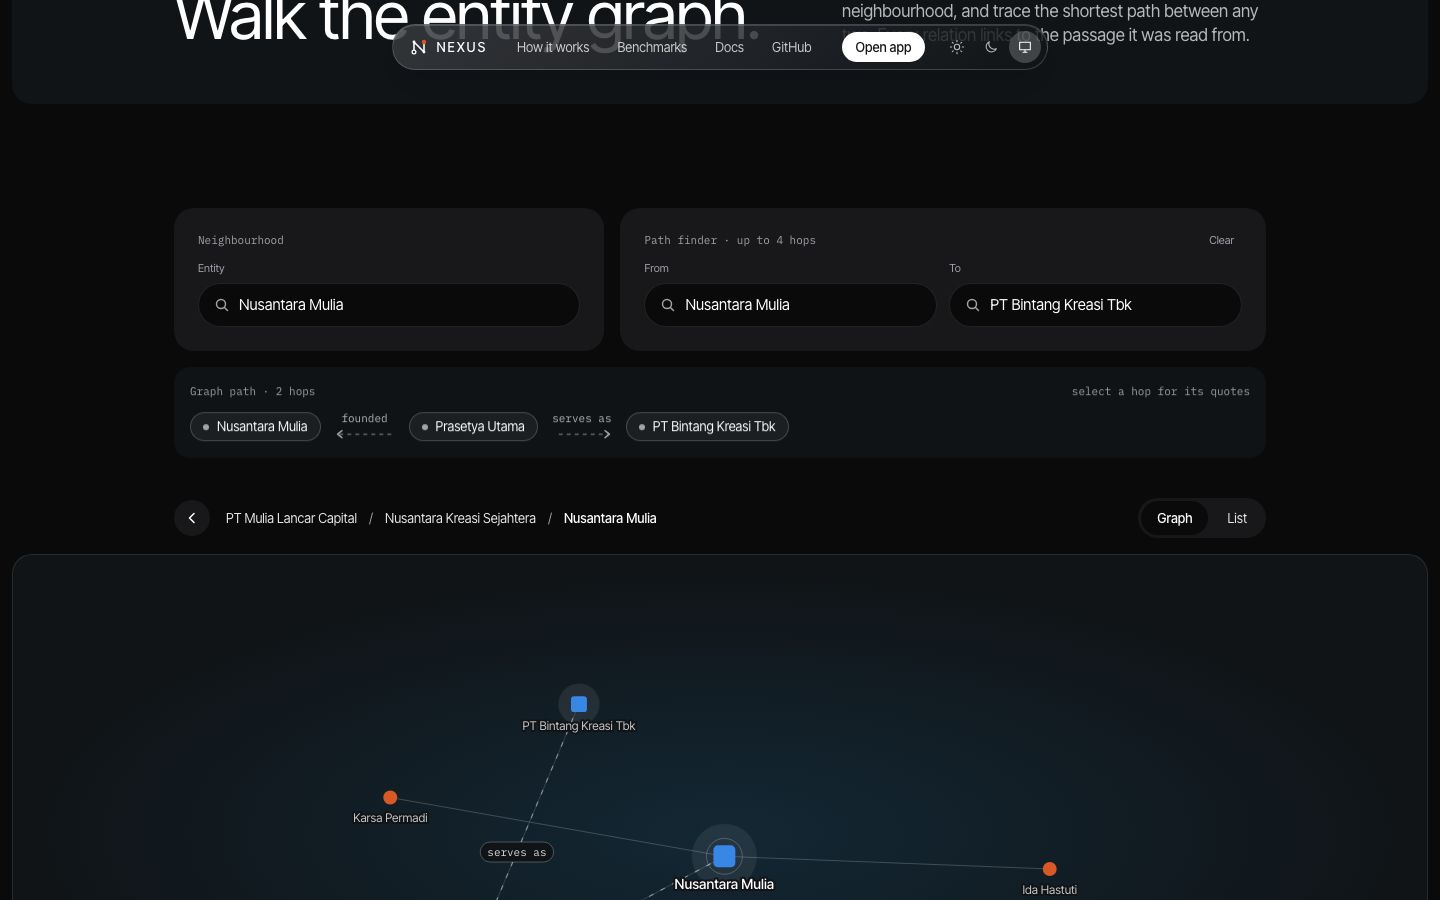 Walk the entity graph.
neighbourhood, and trace the shortest path between any
relation links to the passage it was read from.
NEXUS
How it works
Benchmarks
Docs
GitHub
Open app
Neighbourhood
Entity
Nusantara Mulia
Path finder · up to 4 hops
Clear
From
To
Nusantara Mulia
PT Bintang Kreasi Tbk
Graph path · 2 hops
select a hop for its quotes
Nusantara Mulia
founded
Prasetya Utama
serves as
PT Bintang Kreasi Tbk
PT Mulia Lancar Capital / Nusantara Kreasi Sejahtera / Nusantara Mulia
Graph
List
PT Bintang Kreasi Tbk
Karsa Permadi
serves as
Nusantara Mulia
Ida Hastuti